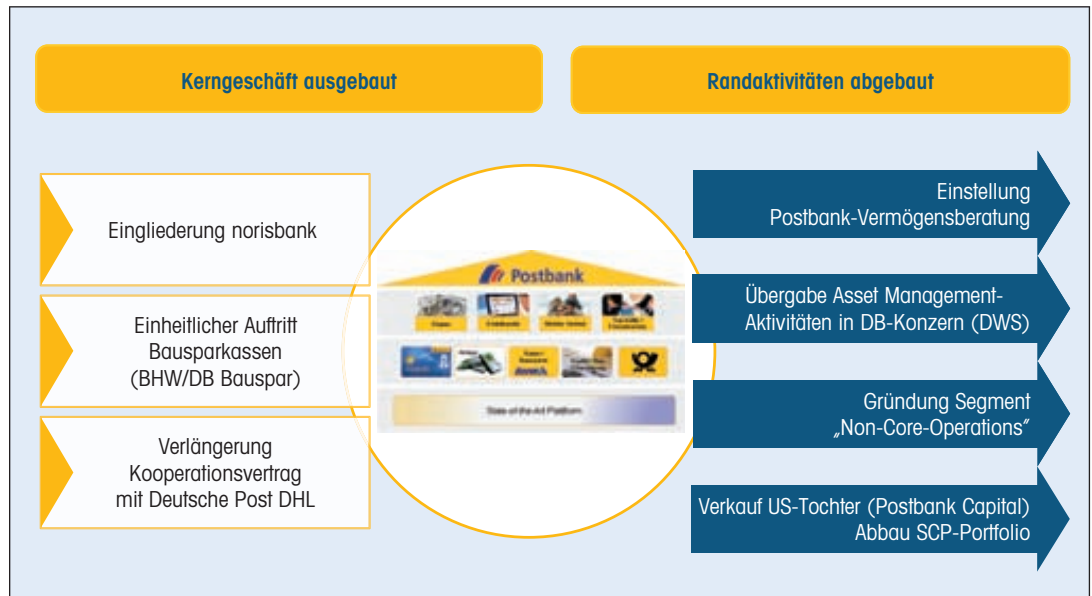 Kerngeschäft ausgebaut
Randaktivitäten abgebaut
Eingliederung norisbank
Einheitlicher Auftritt
Bausparkassen
(BHW/DB Bauspar)
Verlängerung
Kooperationsvertrag
mit Deutsche Post DHL
Postbank
State of the Art Plattform
Einstellung
Postbank-Vermögensberatung
Übergabe Asset Management-
Aktivitäten in DB-Konzern (DWS)
Gründung Segment
„Non-Core-Operations“
Verkauf US-Tochter (Postbank Capital)
Abbau SCP-Portfolio